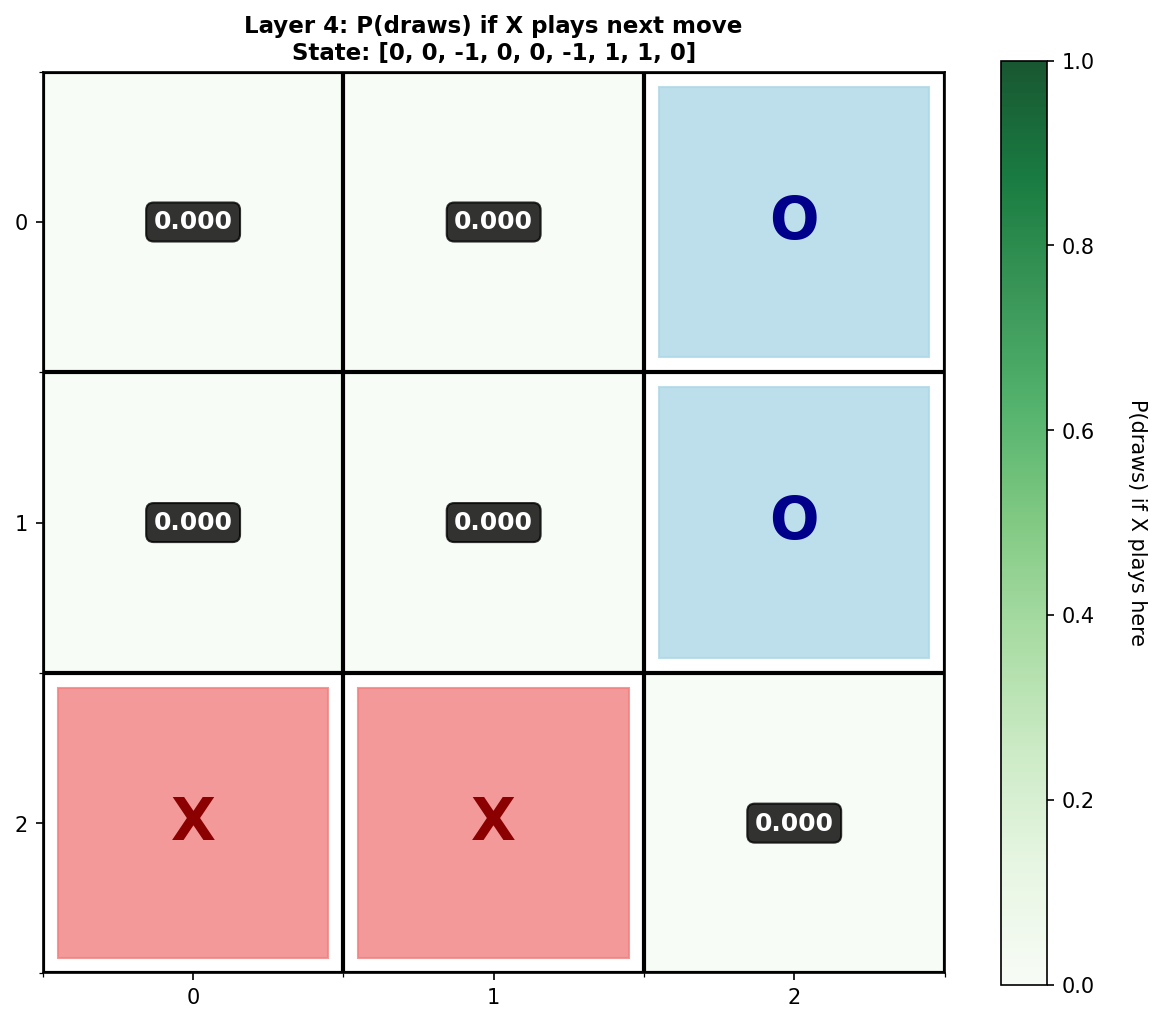 Layer 4: P(draws) if X plays next move
State: [0, 0, -1, 0, 0, -1, 1, 1, 0]
0.000
0.000
O
0.000
0.000
O
X
X
0.000
0
1
2
0
1
2
1.0
0.8
0.6
0.4
0.2
0.0
P(draws) if X plays here